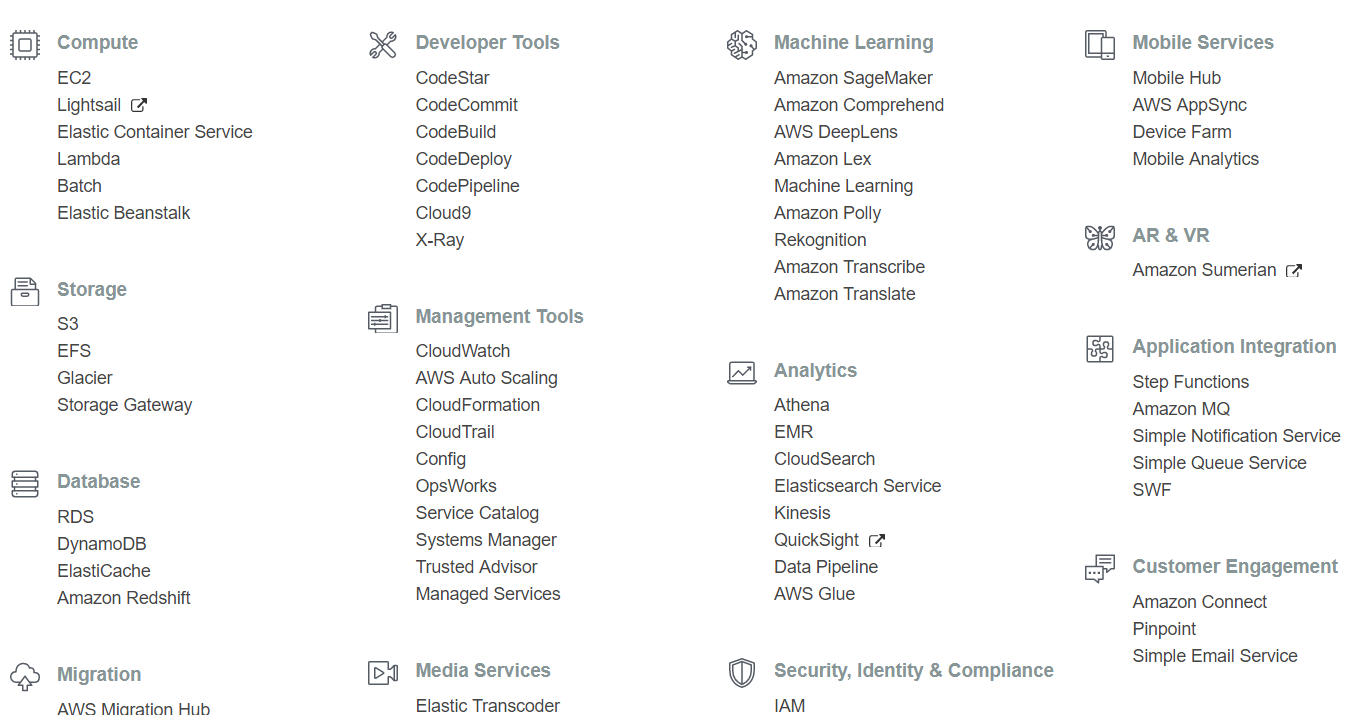 Compute
EC2
Lightsail
Elastic Container Service
Lambda
Batch
Elastic Beanstalk
Storage
S3
EFS
Glacier
Storage Gateway
Database
RDS
DynamoDB
ElastiCache
Amazon Redshift
Migration
AWS Migration Hub
Developer Tools
CodeStar
CodeCommit
CodeBuild
CodeDeploy
CodePipeline
Cloud9
X-Ray
Management Tools
CloudWatch
AWS Auto Scaling
CloudFormation
CloudTrail
Config
OpsWorks
Service Catalog
Systems Manager
Trusted Advisor
Managed Services
Media Services
Elastic Transcoder
Machine Learning
Amazon SageMaker
Amazon Comprehend
AWS DeepLens
Amazon Lex
Machine Learning
Amazon Polly
Rekognition
Amazon Transcribe
Amazon Translate
Analytics
Athena
EMR
CloudSearch
Elasticsearch Service
Kinesis
QuickSight
Data Pipeline
AWS Glue
Security, Identity & Compliance
IAM
Mobile Services
Mobile Hub
AWS AppSync
Device Farm
Mobile Analytics
AR & VR
Amazon Sumerian
Application Integration
Step Functions
Amazon MQ
Simple Notification Service
Simple Queue Service
SWF
Customer Engagement
Amazon Connect
Pinpoint
Simple Email Service